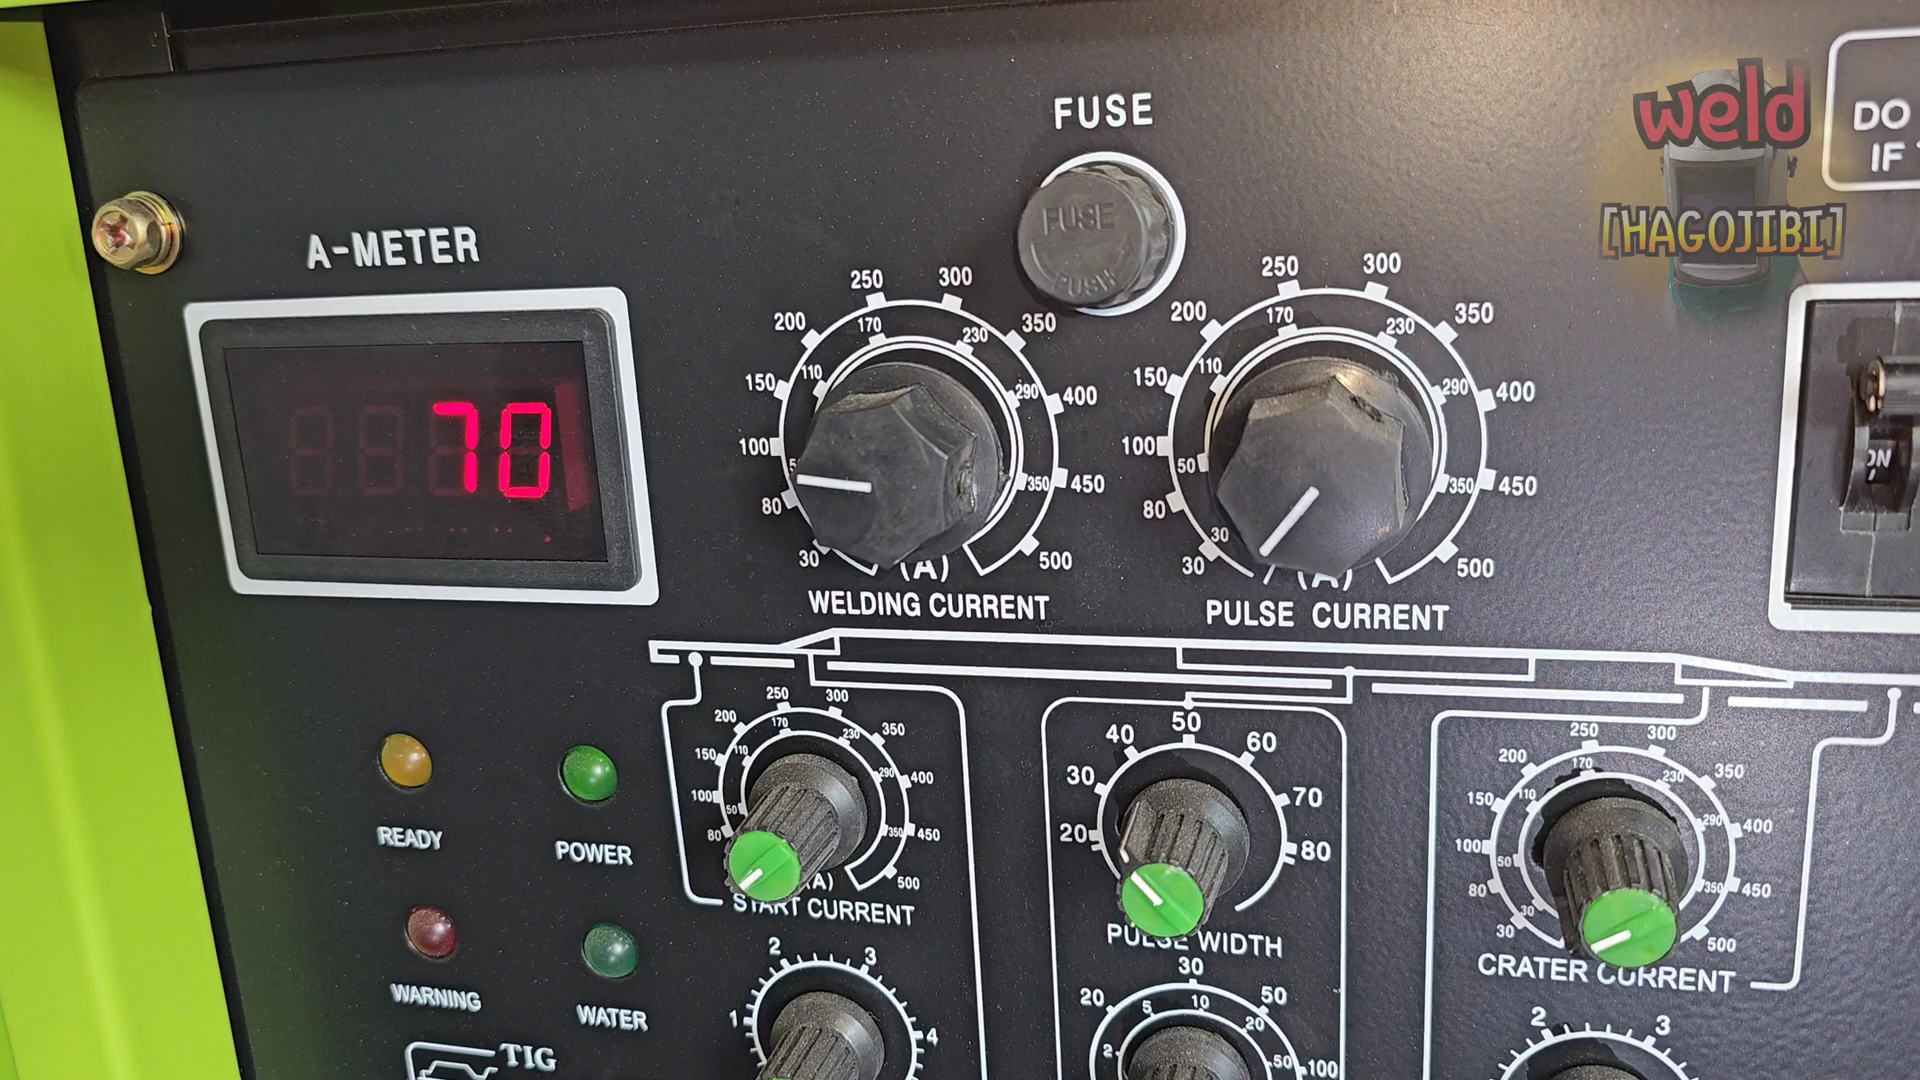 FUSE
weld
[HAGOJIBI]
DO
IF
A-METER
70
FUSE
PUSH
250 300
200 350
150 400
100 450
80 500
30
170 230
110 290
350
(A)
WELDING CURRENT
250 300
200 350
150 400
100 450
80 500
30
170 230
110 290
50 350
30
(A)
PULSE CURRENT
ON
READY
POWER
WARNING
WATER
TIG
250 300
200 350
150 400
100 450
80 500
170 230
110 290
50 350
(A)
START CURRENT
50
40 60
30 70
20 80
PULSE WIDTH
250 300
200 350
150 400
100 450
80 500
30
170 230
110 290
50 350
30
CRATER CURRENT
2 3
1 4
30
20 50
10
5 20
2 50 100
2 3